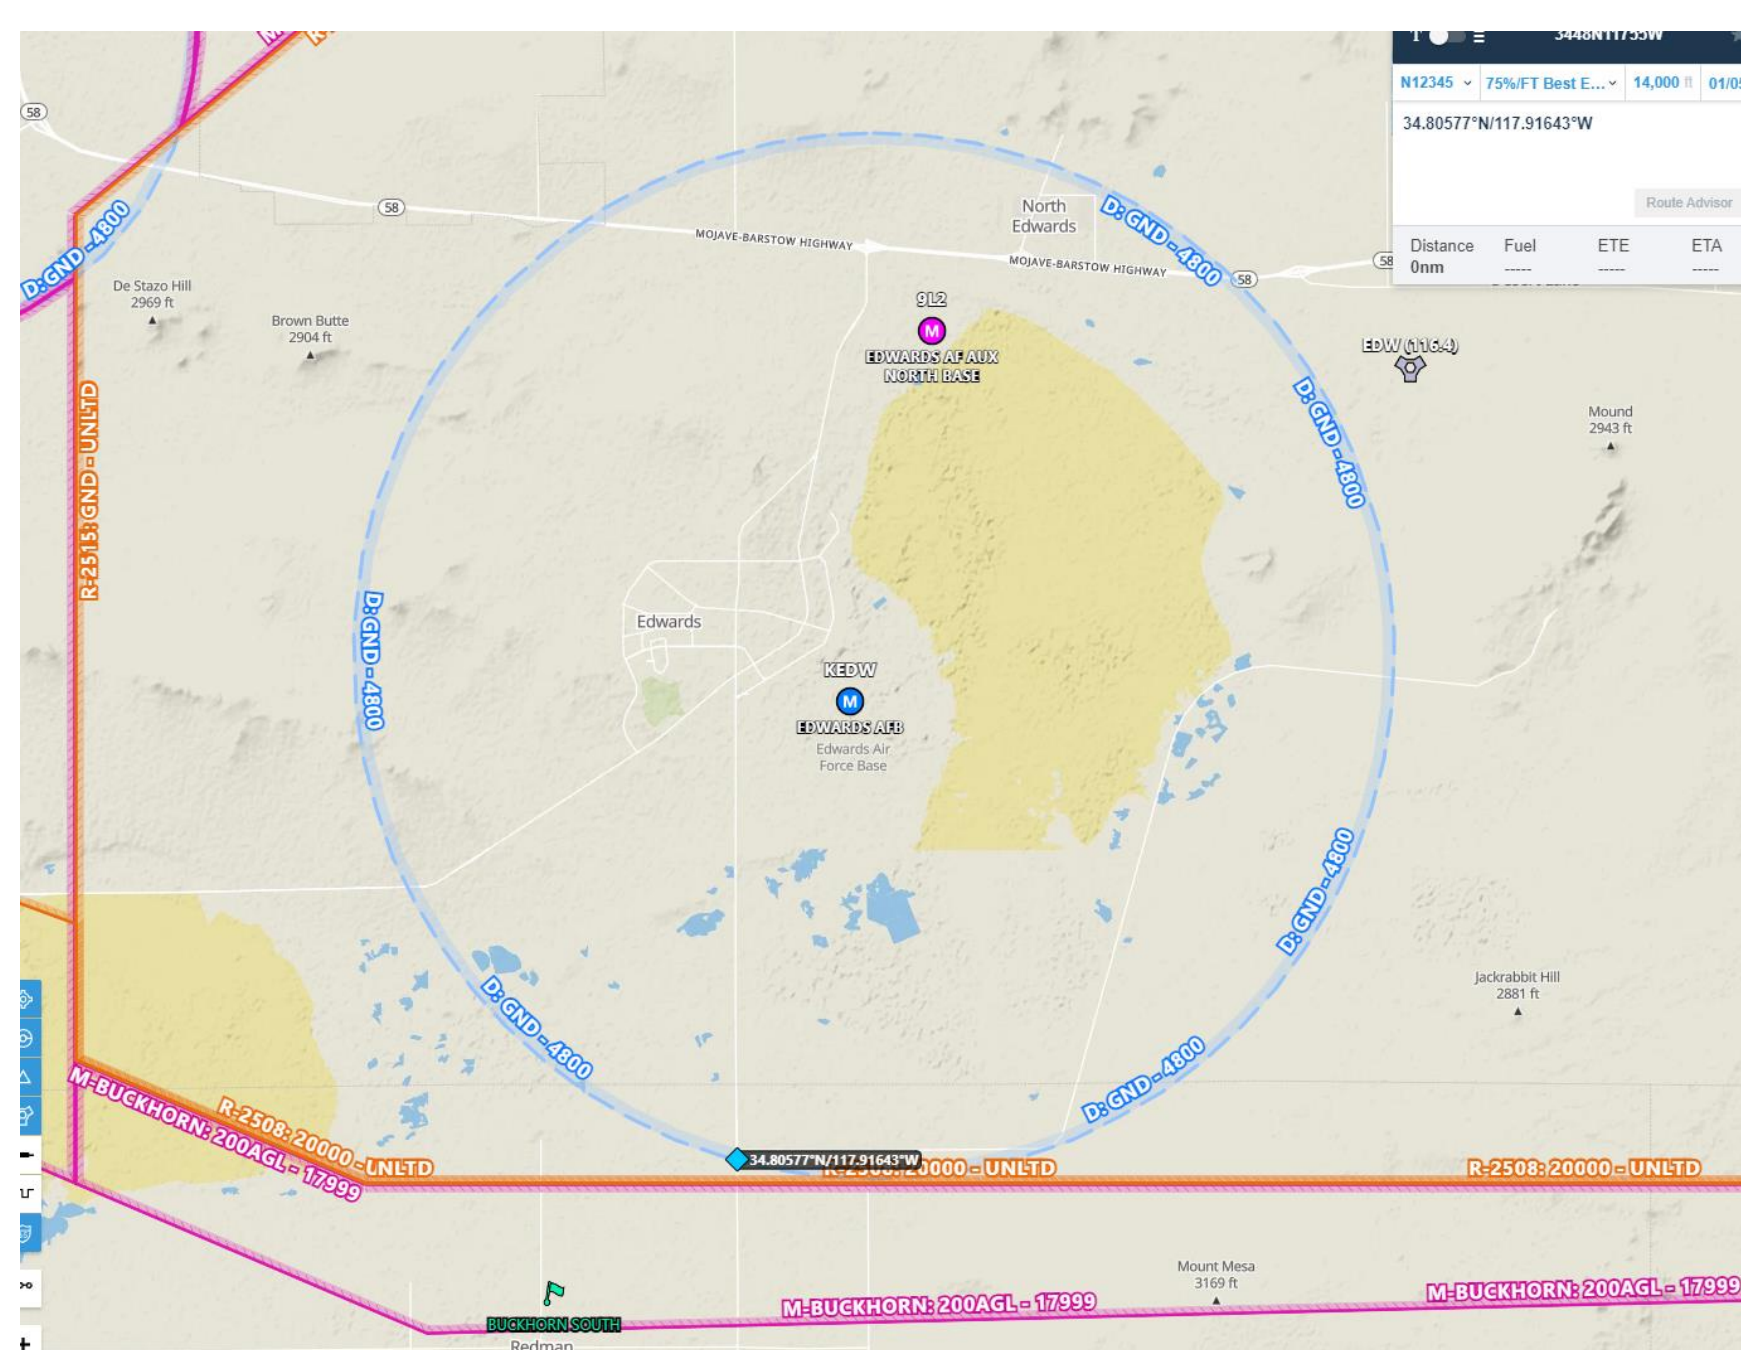 3448N11755W
N12345
75%/FT Best E...
14,000 ft
34.80577°N/117.91643°W
Route Advisor
Distance
Fuel
ETE
ETA
0nm
-----
-----
-----
58
58
58
58
MOJAVE-BARSTOW HIGHWAY
MOJAVE-BARSTOW HIGHWAY
North
Edwards
D: GND - 4800
D: GND - 4800
De Stazo Hill
2969 ft
Brown Butte
2904 ft
9L2
M
EDWARDS AF AUX
NORTH BASE
EDW (116.4)
Mound
2943 ft
D: GND - 4800
R-2515: GND - UNLTD
D: GND - 4800
Edwards
KEDW
M
EDWARDS AFB
Edwards Air
Force Base
D: GND - 4800
Jackrabbit Hill
2881 ft
D: GND - 4800
D: GND - 4800
M-BUCKHORN: 200AGL - 17999
R-2508: 20000 - UNLTD
34.80577°N/117.91643°W
R-2508: 20000 - UNLTD
R-2508: 20000 - UNLTD
Mount Mesa
3169 ft
M-BUCKHORN: 200AGL - 17999
M-BUCKHORN: 200AGL - 17999
BUCKHORN SOUTH
Redman